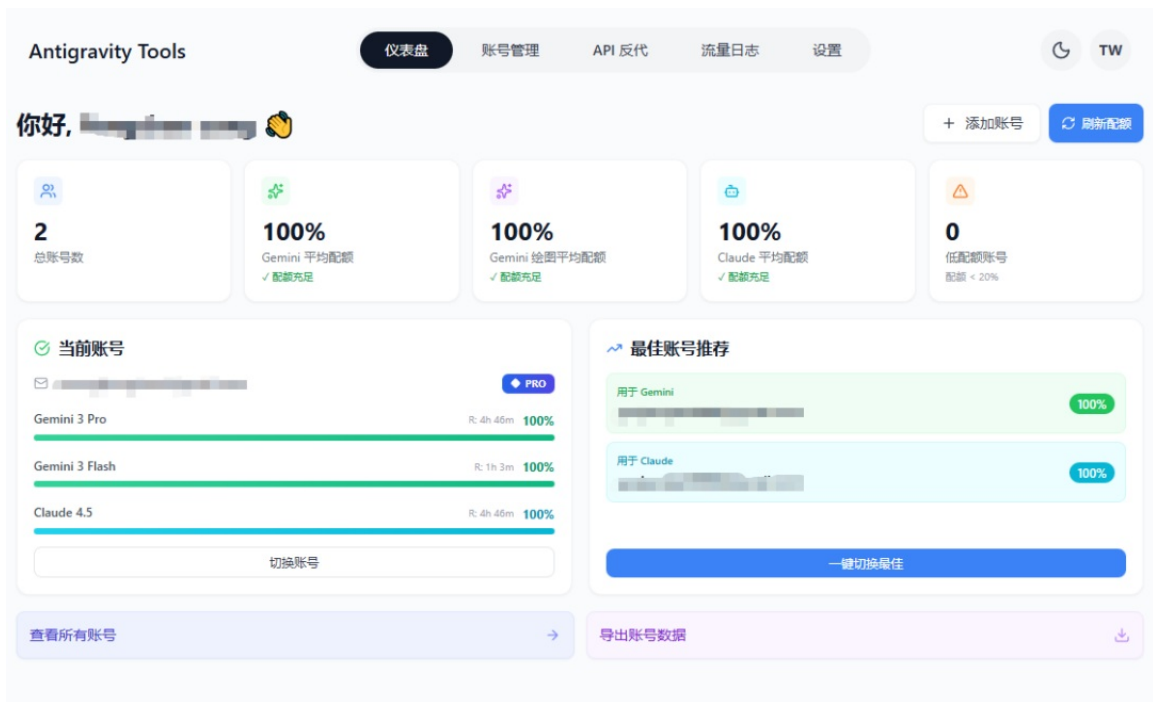 Antigravity Tools
仪表盘
账号管理
API 反代
流量日志
设置
TW
你好,
+ 添加账号
刷新配额
2
总账号数
100%
Gemini 平均配额
✓ 配额充足
100%
Gemini 绘图平均配额
✓ 配额充足
100%
Claude 平均配额
✓ 配额充足
0
低配额账号
配额 < 20%
当前账号
PRO
Gemini 3 Pro
R: 4h 46m 100%
Gemini 3 Flash
R: 1h 3m 100%
Claude 4.5
R: 4h 46m 100%
切换账号
最佳账号推荐
用于 Gemini
100%
用于 Claude
100%
一键切换最佳
查看所有账号
导出账号数据